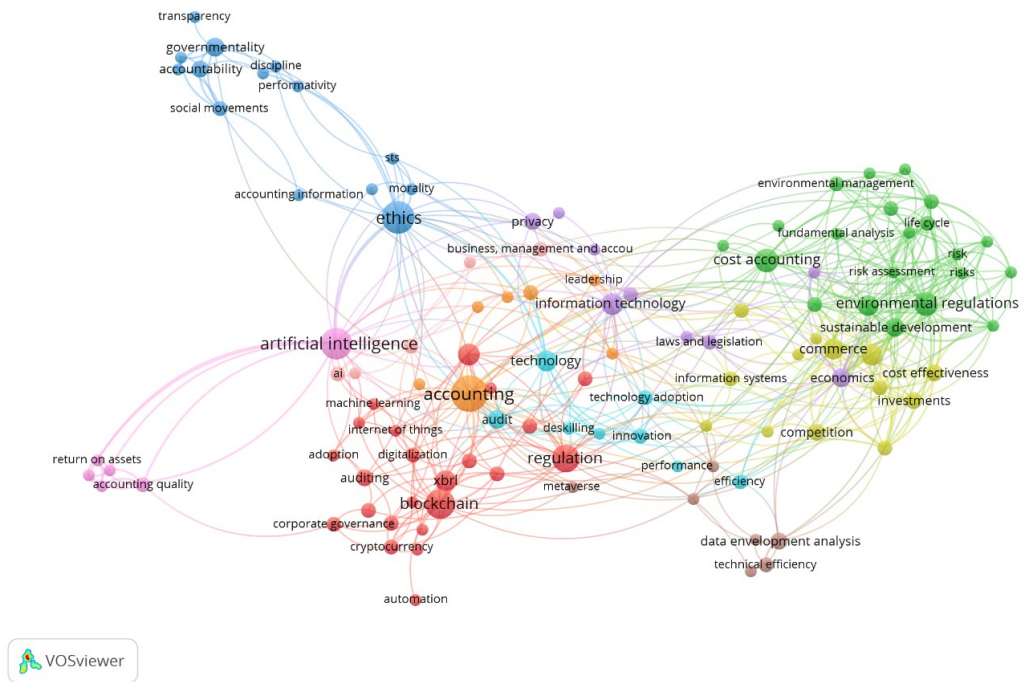 transparency
governmentality
discipline
accountability
performativity
social movements
sts
environmental management
accounting information
morality
ethics
privacy
life cycle
fundamental analysis
business, management and accou
risk
cost accounting
leadership
risk assessment
risks
information technology
environmental regulations
sustainable development
artificial intelligence
laws and legislation
commerce
technology
ai
information systems
economics
cost effectiveness
accounting
machine learning
technology adoption
investments
audit
internet of things
deskilling
innovation
competition
return on assets
adoption
digitalization
regulation
performance
accounting quality
auditing
xbrl
metaverse
efficiency
blockchain
corporate governance
data envelopment analysis
cryptocurrency
technical efficiency
automation
VOSviewer